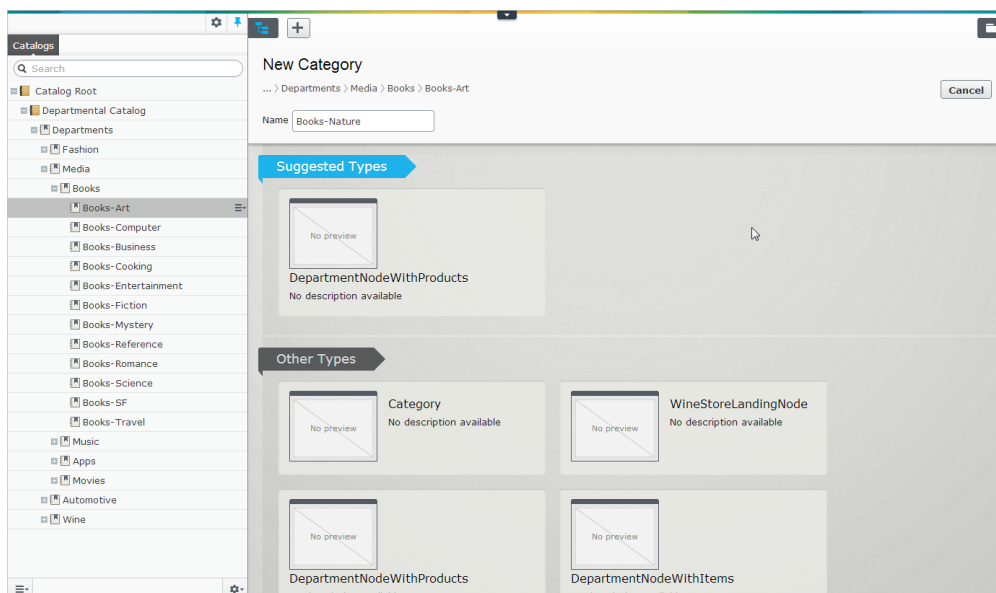 Catalogs
Search
Catalog Root
Departmental Catalog
Departments
Fashion
Media
Books
Books-Art
Books-Computer
Books-Business
Books-Cooking
Books-Entertainment
Books-Fiction
Books-Mystery
Books-Reference
Books-Romance
Books-Science
Books-SF
Books-Travel
Music
Apps
Movies
Automotive
Wine
New Category
... > Departments > Media > Books > Books-Art
Cancel
Name Books-Nature
Suggested Types
No preview
DepartmentNodeWithProducts
No description available
Other Types
No preview
Category
No description available
No preview
WineStoreLandingNode
No description available
No preview
DepartmentNodeWithProducts
No preview
DepartmentNodeWithItems